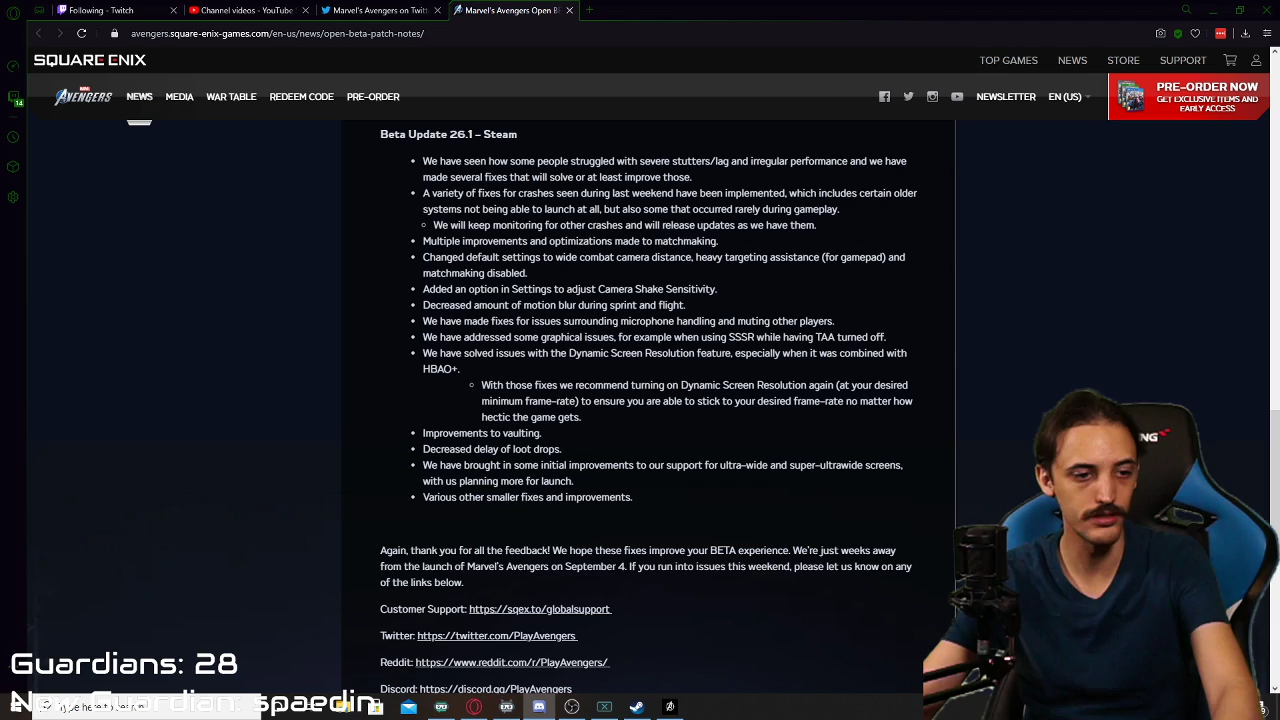 Following - Twitch
Channel videos - YouTube
Marvel's Avengers on Twitt
Marvel's Avengers Open B
avengers.square-enix-games.com/en-us/news/open-beta-patch-notes/
SQUARE ENIX
TOP GAMES NEWS STORE SUPPORT
MARVEL AVENGERS NEWS MEDIA WAR TABLE REDEEM CODE PRE-ORDER
NEWSLETTER EN (US)
PRE-ORDER NOW
GET EXCLUSIVE ITEMS AND
EARLY ACCESS
14
Beta Update 26.1 – Steam
• We have seen how some people struggled with severe stutters/lag and irregular performance and we have
made several fixes that will solve or at least improve those.
• A variety of fixes for crashes seen during last weekend have been implemented, which includes certain older
systems not being able to launch at all, but also some that occurred rarely during gameplay.
○ We will keep monitoring for other crashes and will release updates as we have them.
• Multiple improvements and optimizations made to matchmaking.
• Changed default settings to wide combat camera distance, heavy targeting assistance (for gamepad) and
matchmaking disabled.
• Added an option in Settings to adjust Camera Shake Sensitivity.
• Decreased amount of motion blur during sprint and flight.
• We have made fixes for issues surrounding microphone handling and muting other players.
• We have addressed some graphical issues, for example when using SSSR while having TAA turned off.
• We have solved issues with the Dynamic Screen Resolution feature, especially when it was combined with
HBAO+.
○ With those fixes we recommend turning on Dynamic Screen Resolution again (at your desired
minimum frame-rate) to ensure you are able to stick to your desired frame-rate no matter how
hectic the game gets.
• Improvements to vaulting.
• Decreased delay of loot drops.
• We have brought in some initial improvements to our support for ultra-wide and super-ultrawide screens,
with us planning more for launch.
• Various other smaller fixes and improvements.
Again, thank you for all the feedback! We hope these fixes improve your BETA experience. We're just weeks away
from the launch of Marvel's Avengers on September 4. If you run into issues this weekend, please let us know on any
of the links below.
Customer Support: https://sqex.to/globalsupport
Twitter: https://twitter.com/PlayAvengers
Reddit: https://www.reddit.com/r/PlayAvengers/
Discord: https://discord.gg/PlayAvengers
Guardians: 28
New Guardian: spaedin